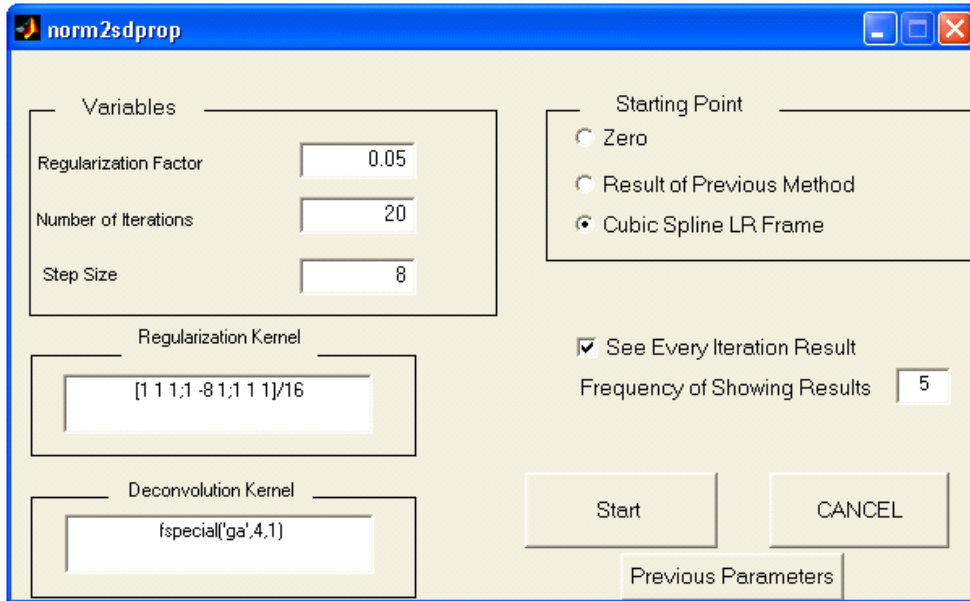 norm2sdprop
Variables
Regularization Factor 0.05
Number of Iterations 20
Step Size 8
Starting Point
Zero
Result of Previous Method
Cubic Spline LR Frame
Regularization Kernel
[1 1 1;1 -8 1;1 1 1]/16
See Every Iteration Result
Frequency of Showing Results 5
Deconvolution Kernel
fspecial('ga',4,1)
Start
CANCEL
Previous Parameters